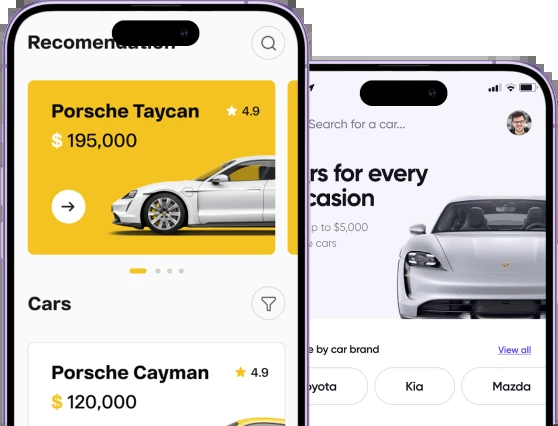 Recomendation
Porsche Taycan
4.9
$ 195,000
Cars
Porsche Cayman
4.9
$ 120,000
Search for a car...
rs for every
casion
p to $5,000
e cars
e by car brand
View all
oyota
Kia
Mazda